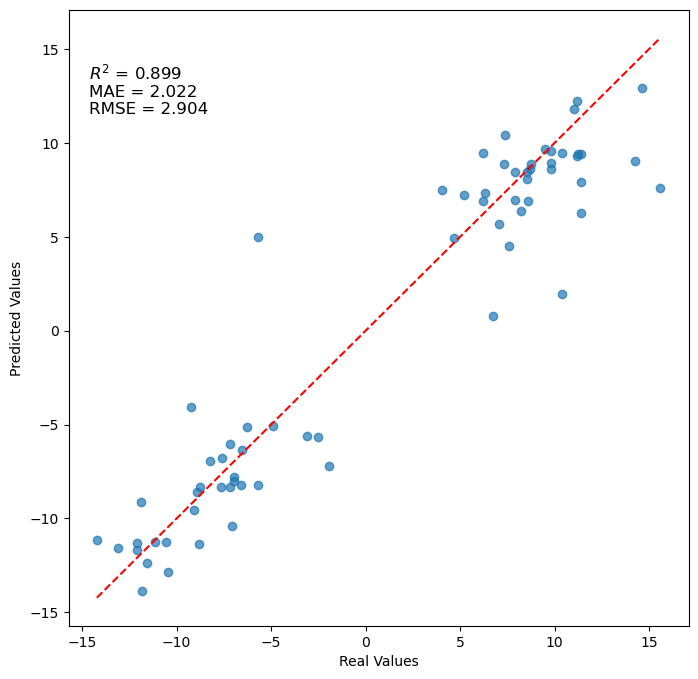 R² = 0.899
MAE = 2.022
RMSE = 2.904
15
10
5
0
−5
−10
−15
Predicted Values
−15 −10 −5 0 5 10 15
Real Values